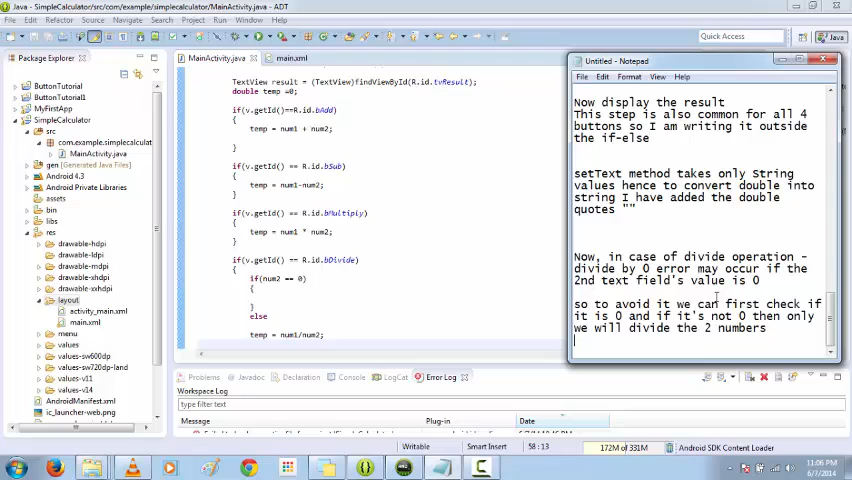 Java - SimpleCalculator/src/com/example/simplecalculator/MainActivity.java - ADT
File Edit Refactor Source Navigate Search Project Run Window Help
Quick Access
Java
Package Explorer
ButtonTutorial
ButtonTutorial1
MyFirstApp
SimpleCalculator
src
com.example.simplecalculat
MainActivity.java
gen [Generated Java Files]
Android 4.3
Android Private Libraries
assets
bin
libs
res
drawable-hdpi
drawable-ldpi
drawable-mdpi
drawable-xhdpi
drawable-xxhdpi
layout
activity_main.xml
main.xml
menu
values
values-sw600dp
values-sw720dp-land
values-v11
values-v14
AndroidManifest.xml
ic_launcher-web.png
MainActivity.java
main.xml
TextView result = (TextView)findViewById(R.id.tvResult);
double temp =0;
if(v.getId()==R.id.bAdd)
{
temp = num1 + num2;
}
if(v.getId() == R.id.bSub)
{
temp = num1-num2;
}
if(v.getId() == R.id.bMultiply)
{
temp = num1 * num2;
}
if(v.getId() == R.id.bDivide)
{
if(num2 == 0)
{
}
else
temp = num1/num2;
Untitled - Notepad
File Edit Format View Help
Now display the result
This step is also common for all 4
buttons so I am writing it outside
the if-else
setText method takes only String
values hence to convert double into
string I have added the double
quotes ""
Now, in case of divide operation -
divide by 0 error may occur if the
2nd text field's value is 0
so to avoid it we can first check if
it is 0 and if it's not 0 then only
we will divide the 2 numbers
Problems Javadoc Declaration Console LogCat Error Log
Workspace Log
type filter text
Message Plug-in Date
Writable Smart Insert 58 : 13 172M of 331M Android SDK Content Loader
11:06 PM
6/7/2014